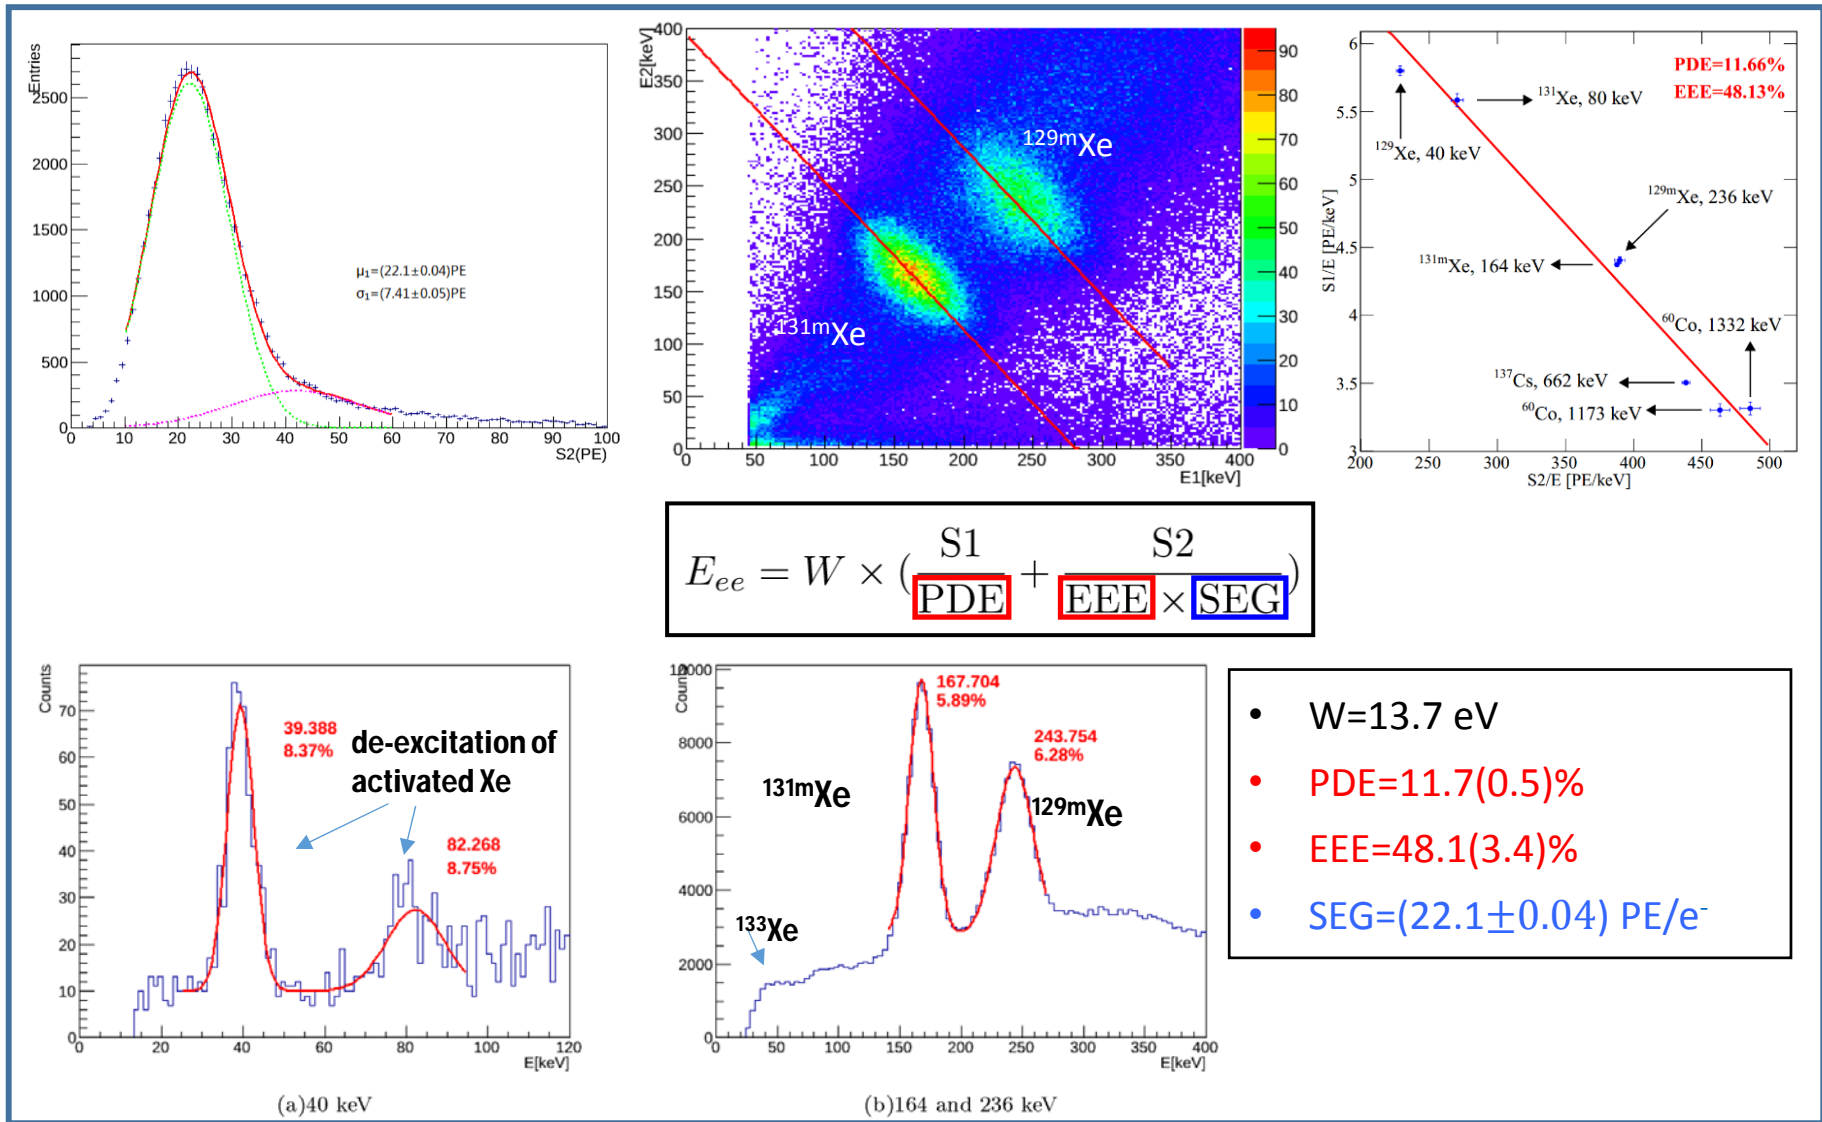 Entries
2500
2000
1500
1000
500
0
0 10 20 30 40 50 60 70 80 90 100
S2(PE)
μ₁=(22.1±0.04)PE
σ₁=(7.41±0.05)PE
E2[keV]
400
350
300
250
200
150
100
50
0
0 50 100 150 200 250 300 350 400
E1[keV]
129mXe
131mXe
90
80
70
60
50
40
30
20
10
0
S1/E [PE/keV]
6
5.5
5
4.5
4
3.5
3
200 250 300 350 400 450 500
S2/E [PE/keV]
PDE=11.66%
EEE=48.13%
131Xe, 80 keV
129Xe, 40 keV
129mXe, 236 keV
131mXe, 164 keV
60Co, 1332 keV
137Cs, 662 keV
60Co, 1173 keV
E_ee = W × (S1/PDE + S2/(EEE × SEG))
Counts
70
60
50
40
30
20
10
0
0 20 40 60 80 100 120
E[keV]
39.388
8.37%
de-excitation of
activated Xe
82.268
8.75%
(a)40 keV
Counts
10000
8000
6000
4000
2000
0
0 50 100 150 200 250 300 350 400
E[keV]
167.704
5.89%
243.754
6.28%
131mXe
129mXe
133Xe
(b)164 and 236 keV
• W=13.7 eV
• PDE=11.7(0.5)%
• EEE=48.1(3.4)%
• SEG=(22.1±0.04) PE/e-